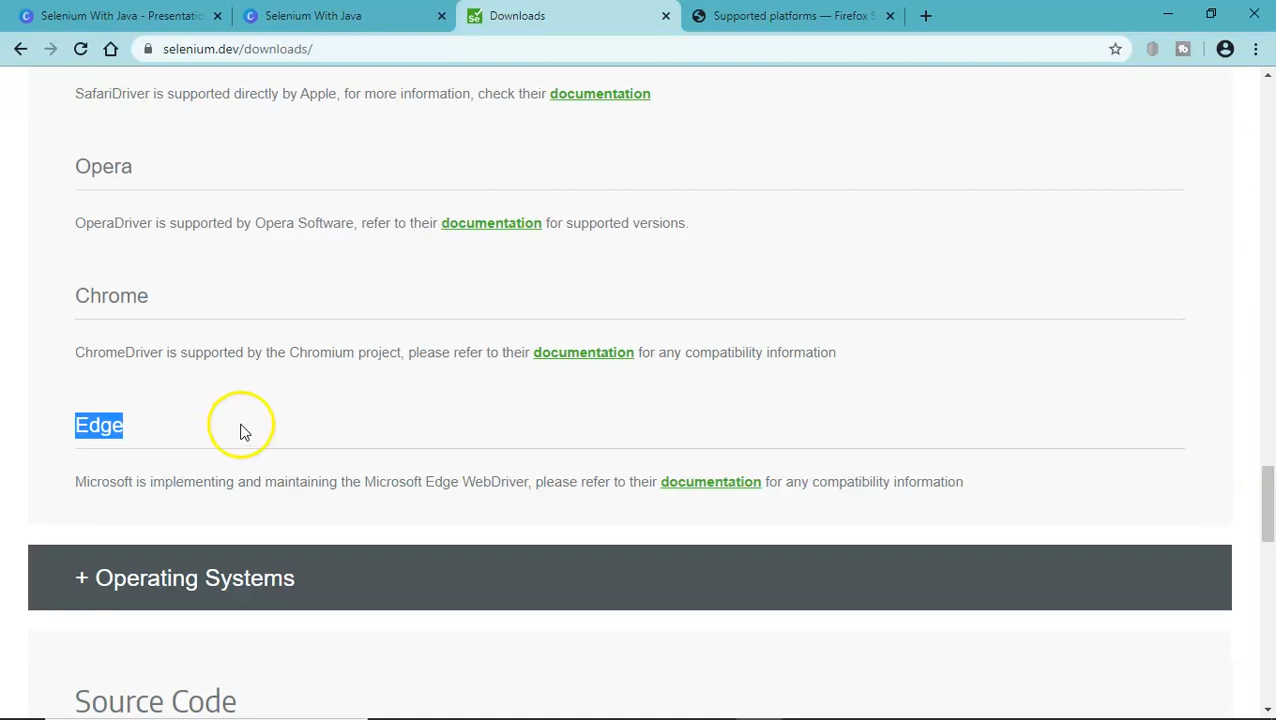 Selenium With Java - Presentatio
Selenium With Java
Downloads
Supported platforms — Firefox S
selenium.dev/downloads/
SafariDriver is supported directly by Apple, for more information, check their documentation
Opera
OperaDriver is supported by Opera Software, refer to their documentation for supported versions.
Chrome
ChromeDriver is supported by the Chromium project, please refer to their documentation for any compatibility information
Edge
Microsoft is implementing and maintaining the Microsoft Edge WebDriver, please refer to their documentation for any compatibility information
+ Operating Systems
Source Code